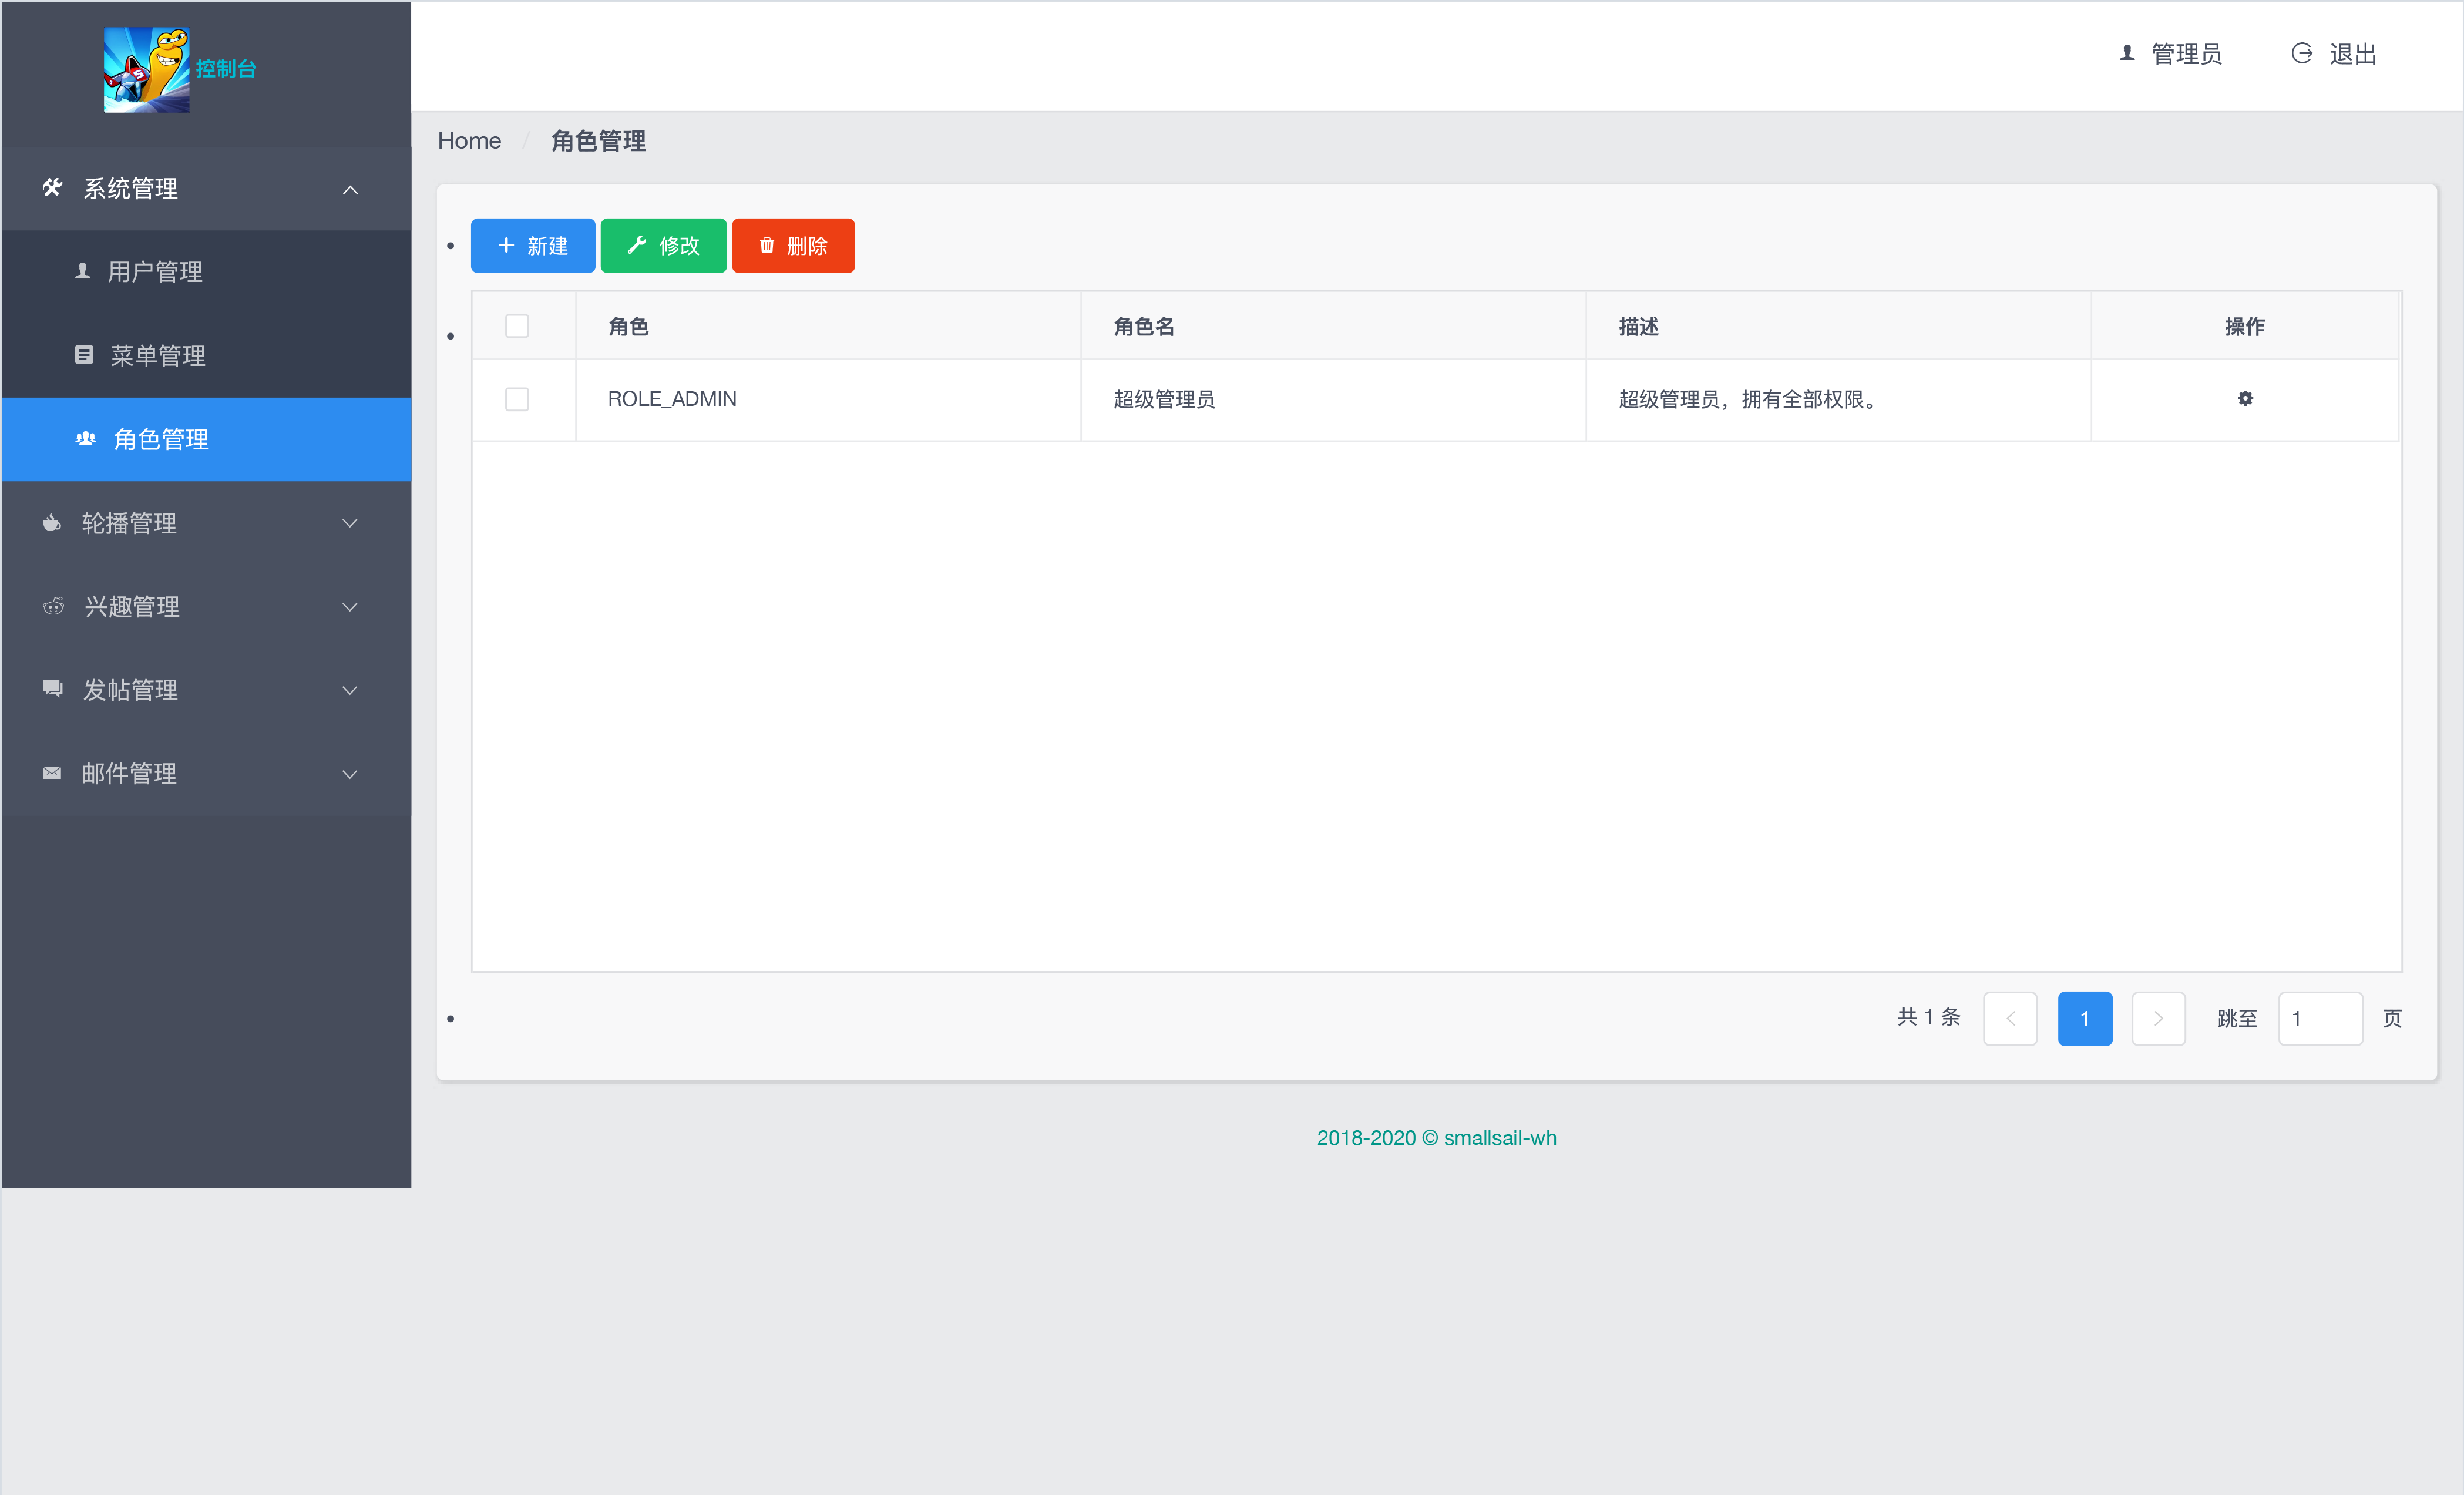 控制台
管理员
退出
Home / 角色管理
系统管理
用户管理
菜单管理
角色管理
轮播管理
兴趣管理
发帖管理
邮件管理
新建 修改 删除
角色 角色名 描述 操作
ROLE_ADMIN 超级管理员 超级管理员，拥有全部权限。
共 1 条 1 跳至 1 页
2018-2020 © smallsail-wh